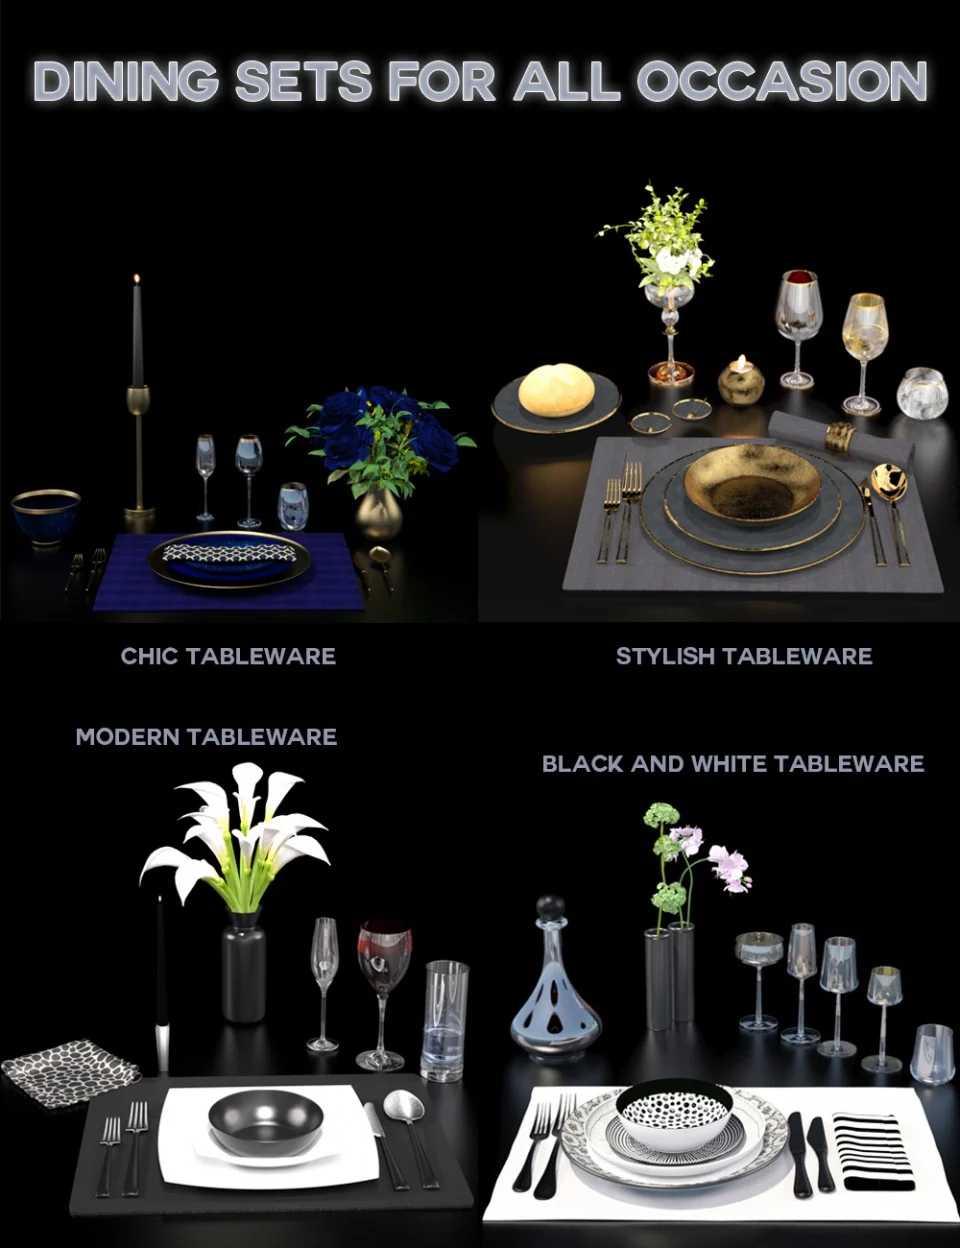 DINING SETS FOR ALL OCCASION
CHIC TABLEWARE
STYLISH TABLEWARE
MODERN TABLEWARE
BLACK AND WHITE TABLEWARE